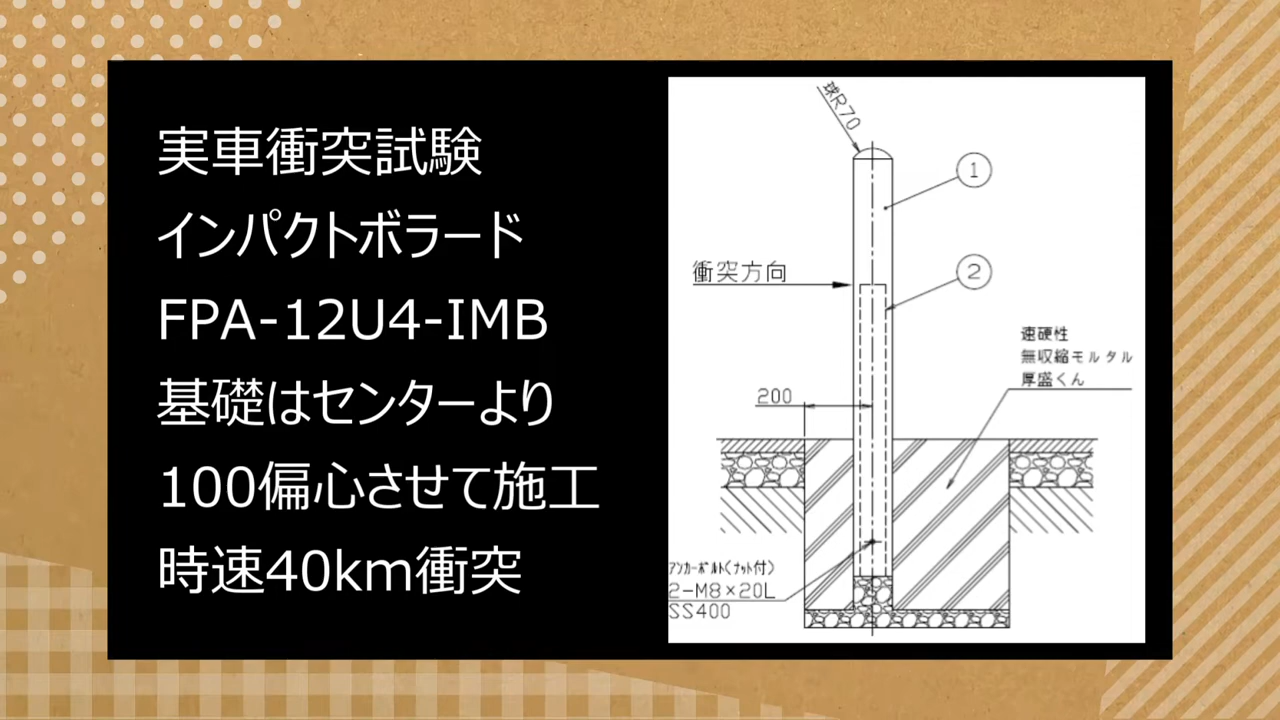 実車衝突試験
インパクトボラード
FPA-12U4-IMB
基礎はセンターより
100偏心させて施工
時速40km衝突
球R70
1
衝突方向
2
速硬性
無収縮モルタル
厚盛くん
200
ｱﾝｶｰﾎﾞﾙﾄ(ﾅｯﾄ付)
2-M8×20L
SS400